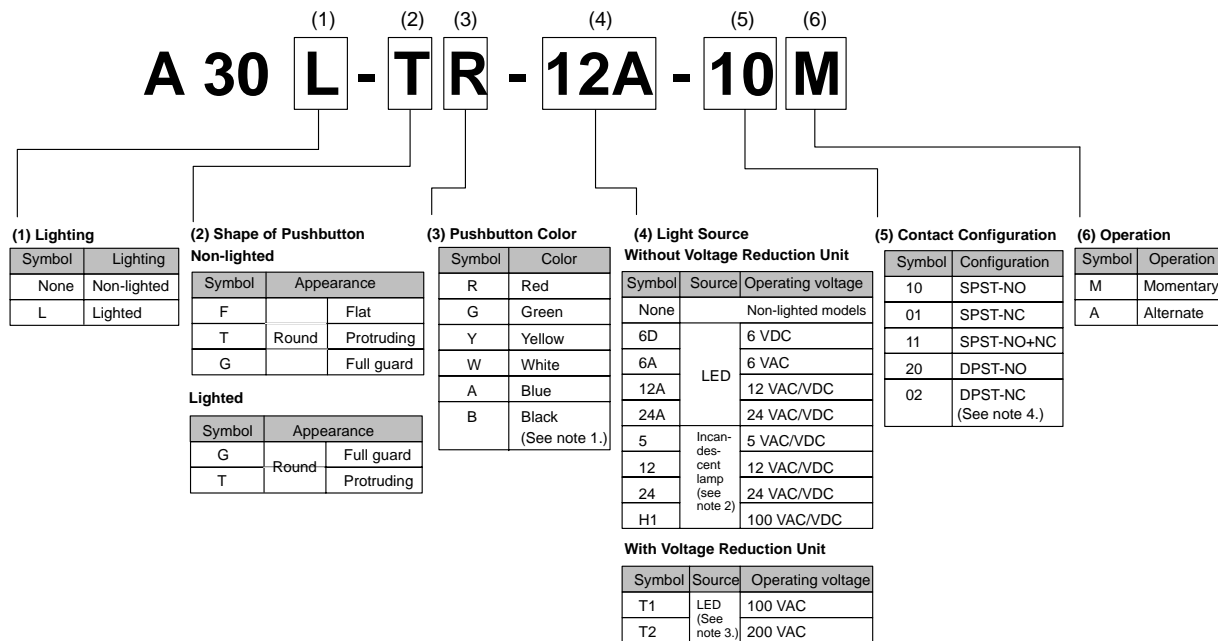 (1) (2) (3) (4) (5) (6)
A 30 L - T R - 12A - 10 M
(1) Lighting
Symbol Lighting
None Non-lighted
L Lighted
(2) Shape of Pushbutton
Non-lighted
Symbol Appearance
F Flat
T Round Protruding
G Full guard
Lighted
Symbol Appearance
G Round Full guard
T Protruding
(3) Pushbutton Color
Symbol Color
R Red
G Green
Y Yellow
W White
A Blue
B Black
(See note 1.)
(4) Light Source
Without Voltage Reduction Unit
Symbol Source Operating voltage
None Non-lighted models
6D LED 6 VDC
6A 6 VAC
12A 12 VAC/VDC
24A 24 VAC/VDC
5 Incan- 5 VAC/VDC
des-
12 cent 12 VAC/VDC
lamp
24 (see 24 VAC/VDC
note 2)
H1 100 VAC/VDC
With Voltage Reduction Unit
Symbol Source Operating voltage
T1 LED 100 VAC
(See
T2 note 3.) 200 VAC
(5) Contact Configuration
Symbol Configuration
10 SPST-NO
01 SPST-NC
11 SPST-NO+NC
20 DPST-NO
02 DPST-NC
(See note 4.)
(6) Operation
Symbol Operation
M Momentary
A Alternate